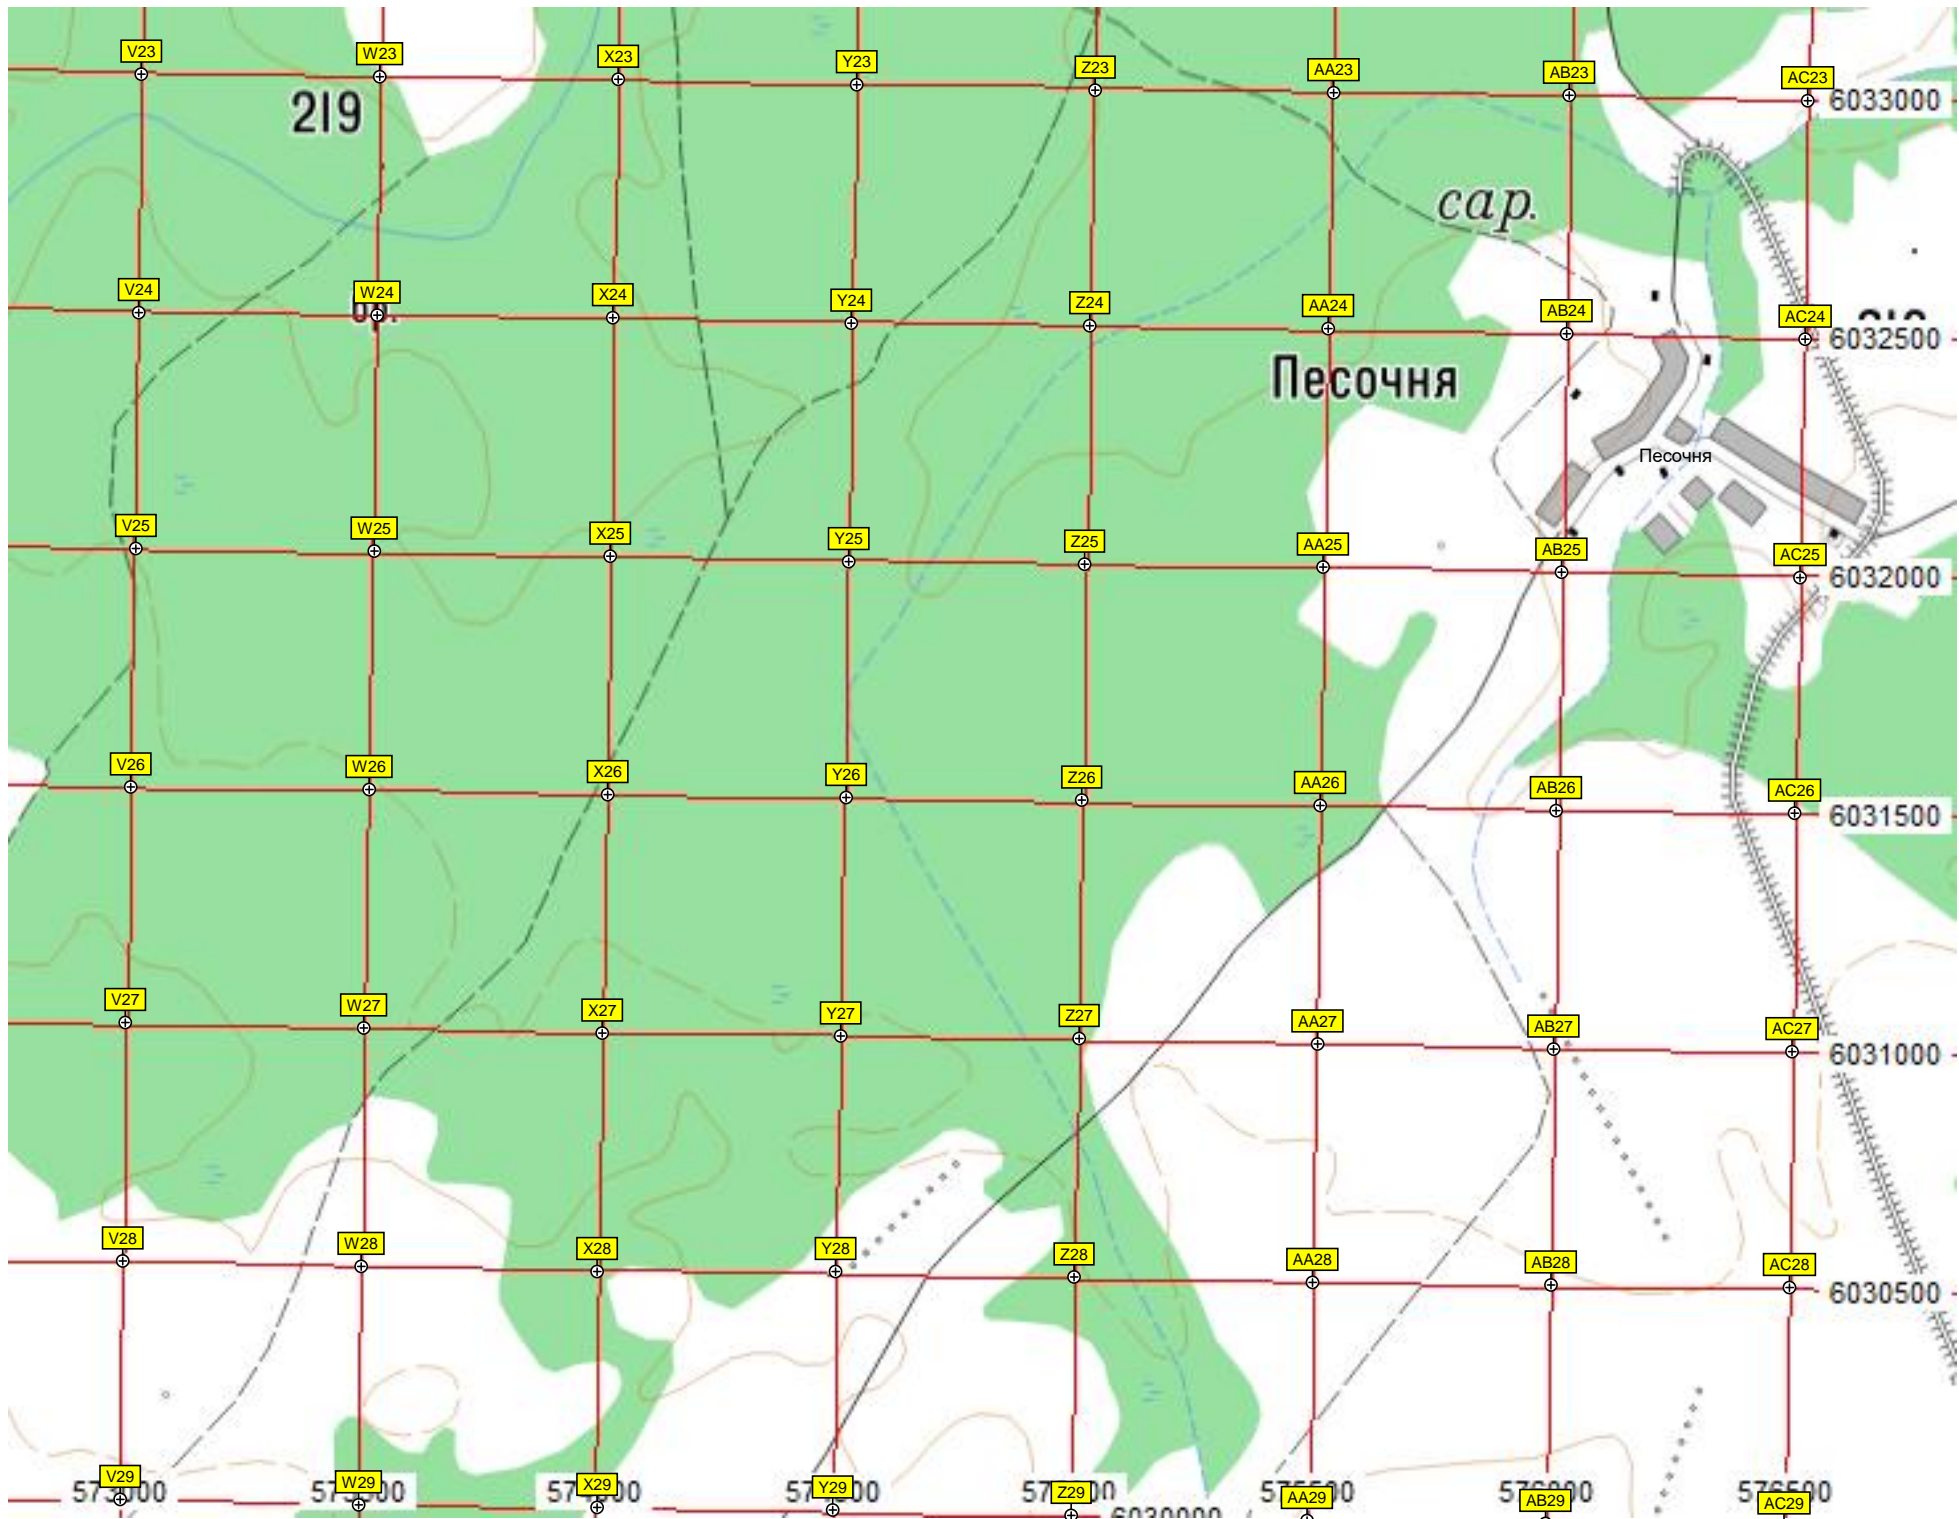 V23 W23 X23 Y23 Z23 AA23 AB23 AC23
6033000
219
сар.
V24 W24 X24 Y24 Z24 AA24 AB24 AC24
6032500
Песочня
Песочня
V25 W25 X25 Y25 Z25 AA25 AB25 AC25
6032000
V26 W26 X26 Y26 Z26 AA26 AB26 AC26
6031500
V27 W27 X27 Y27 Z27 AA27 AB27 AC27
6031000
V28 W28 X28 Y28 Z28 AA28 AB28 AC28
6030500
V29 W29 X29 Y29 Z29 AA29 AB29 AC29
6030000